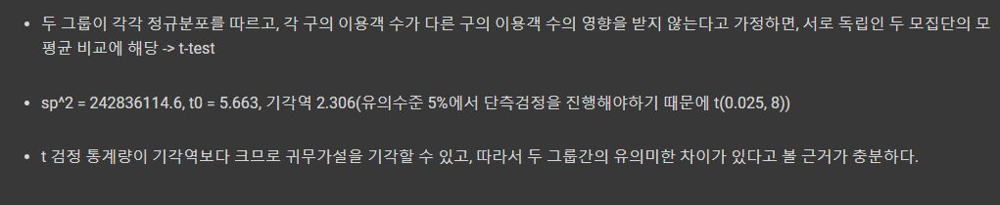 • 두 그룹이 각각 정규분포를 따르고, 각 구의 이용객 수가 다른 구의 이용객 수의 영향을 받지 않는다고 가정하면, 서로 독립인 두 모집단의 모
평균 비교에 해당 -> t-test
• sp^2 = 242836114.6, t0 = 5.663, 기각역 2.306(유의수준 5%에서 단측검정을 진행해야하기 때문에 t(0.025, 8))
• t 검정 통계량이 기각역보다 크므로 귀무가설을 기각할 수 있고, 따라서 두 그룹간의 유의미한 차이가 있다고 볼 근거가 충분하다.